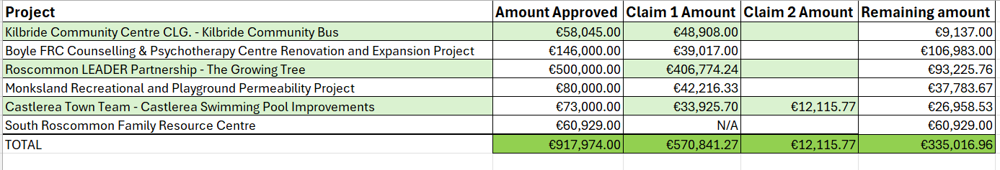 Project Amount Approved Claim 1 Amount Claim 2 Amount Remaining amount
Kilbride Community Centre CLG. - Kilbride Community Bus €58,045.00 €48,908.00 €9,137.00
Boyle FRC Counselling & Psychotherapy Centre Renovation and Expansion Project €146,000.00 €39,017.00 €106,983.00
Roscommon LEADER Partnership - The Growing Tree €500,000.00 €406,774.24 €93,225.76
Monksland Recreational and Playground Permeability Project €80,000.00 €42,216.33 €37,783.67
Castlerea Town Team - Castlerea Swimming Pool Improvements €73,000.00 €33,925.70 €12,115.77 €26,958.53
South Roscommon Family Resource Centre €60,929.00 N/A €60,929.00
TOTAL €917,974.00 €570,841.27 €12,115.77 €335,016.96